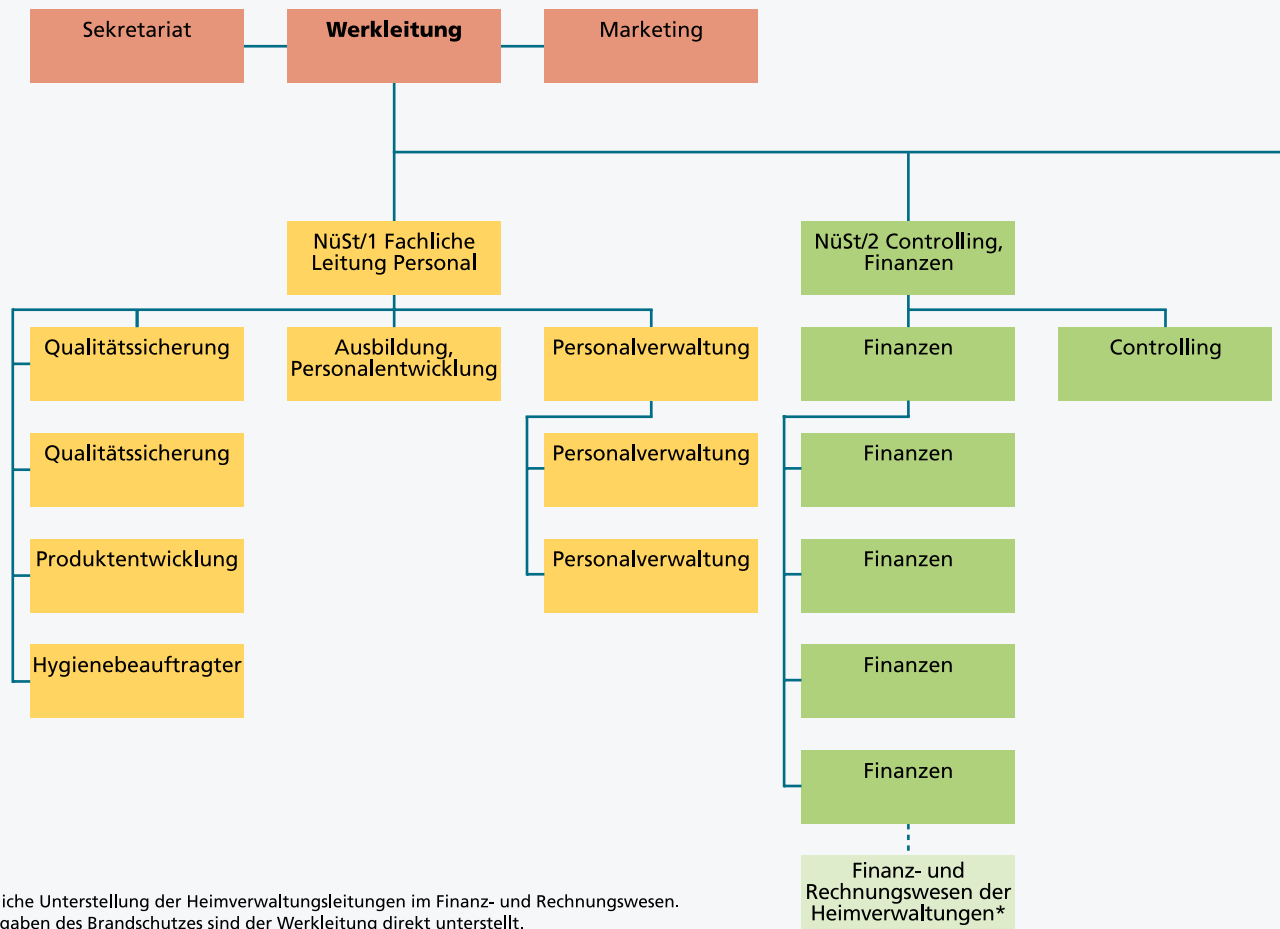 Sekretariat
Werkleitung
Marketing
NüSt/1 Fachliche
Leitung Personal
NüSt/2 Controlling,
Finanzen
Qualitätssicherung
Ausbildung,
Personalentwicklung
Personalverwaltung
Finanzen
Controlling
Qualitätssicherung
Personalverwaltung
Finanzen
Produktentwicklung
Personalverwaltung
Finanzen
Hygienebeauftragter
Finanzen
Finanzen
Finanz- und
Rechnungswesen der
Heimverwaltungen*
liche Unterstellung der Heimverwaltungsleitungen im Finanz- und Rechnungswesen.
gaben des Brandschutzes sind der Werkleitung direkt unterstellt.